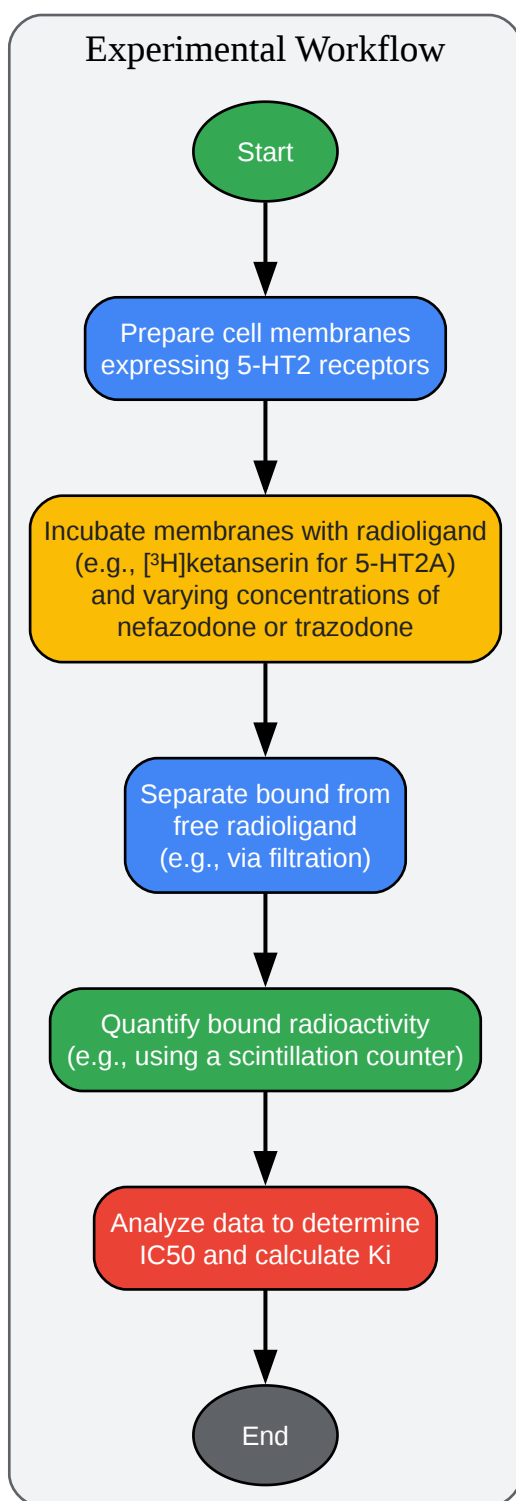 Experimental Workflow
Start
Prepare cell membranes
expressing 5-HT2 receptors
Incubate membranes with radioligand
(e.g., [³H]ketanserin for 5-HT2A)
and varying concentrations of
nefazodone or trazodone
Separate bound from
free radioligand
(e.g., via filtration)
Quantify bound radioactivity
(e.g., using a scintillation counter)
Analyze data to determine
IC50 and calculate Ki
End